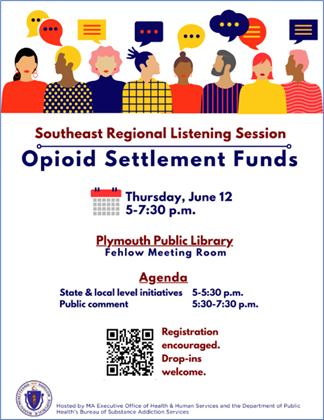 Southeast Regional Listening Session
Opioid Settlement Funds
Thursday, June 12
5-7:30 p.m.
Plymouth Public Library
Fehlow Meeting Room
Agenda
State & local level initiatives 5-5:30 p.m.
Public comment 5:30-7:30 p.m.
Registration
encouraged.
Drop-ins
welcome.
Hosted by MA Executive Office of Health & Human Services and the Department of Public
Health's Bureau of Substance Addiction Services